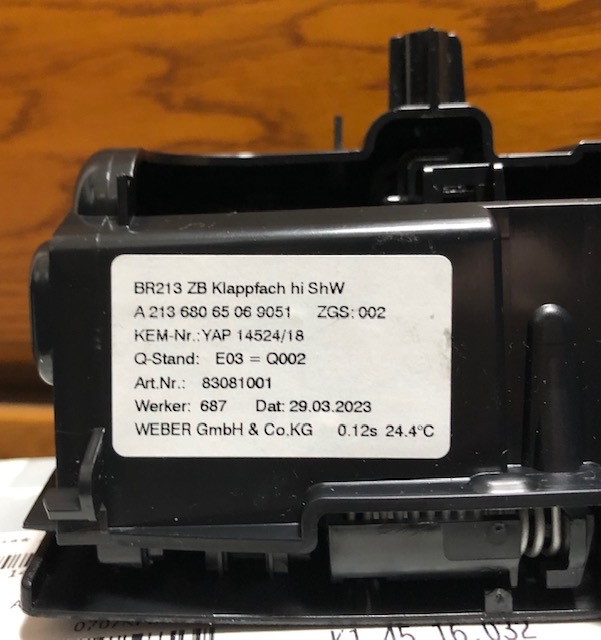 BR213 ZB Klappfach hi ShW
A 213 680 65 06 9051 ZGS: 002
KEM-Nr.:YAP 14524/18
Q-Stand: E03 = Q002
Art.Nr.: 83081001
Werker: 687 Dat: 29.03.2023
WEBER GmbH & Co.KG 0.12s 24.4°C